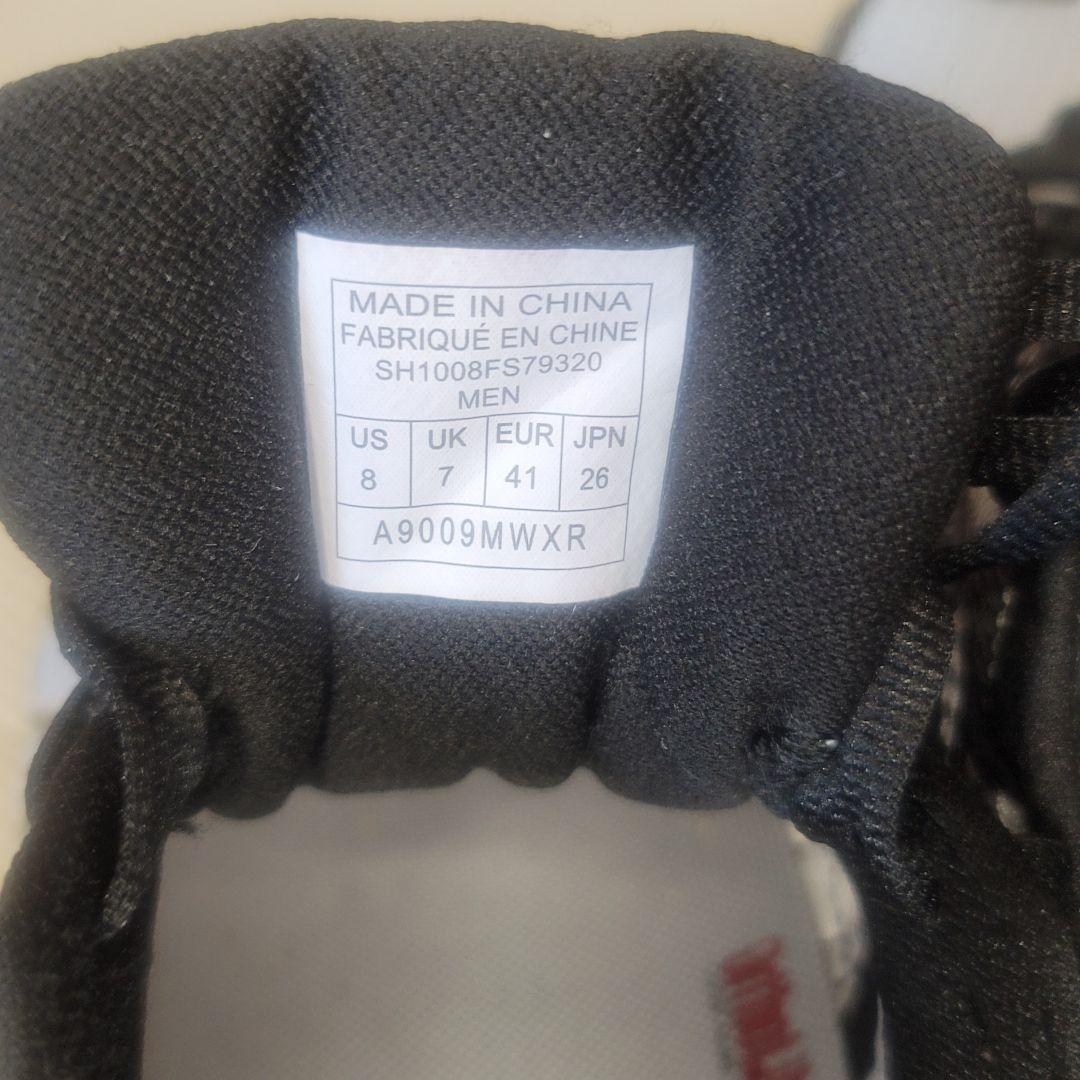 MADE IN CHINA
FABRIQUÉ EN CHINE
SH1008FS79320
MEN
US UK EUR JPN
8 7 41 26
A9009MWXR